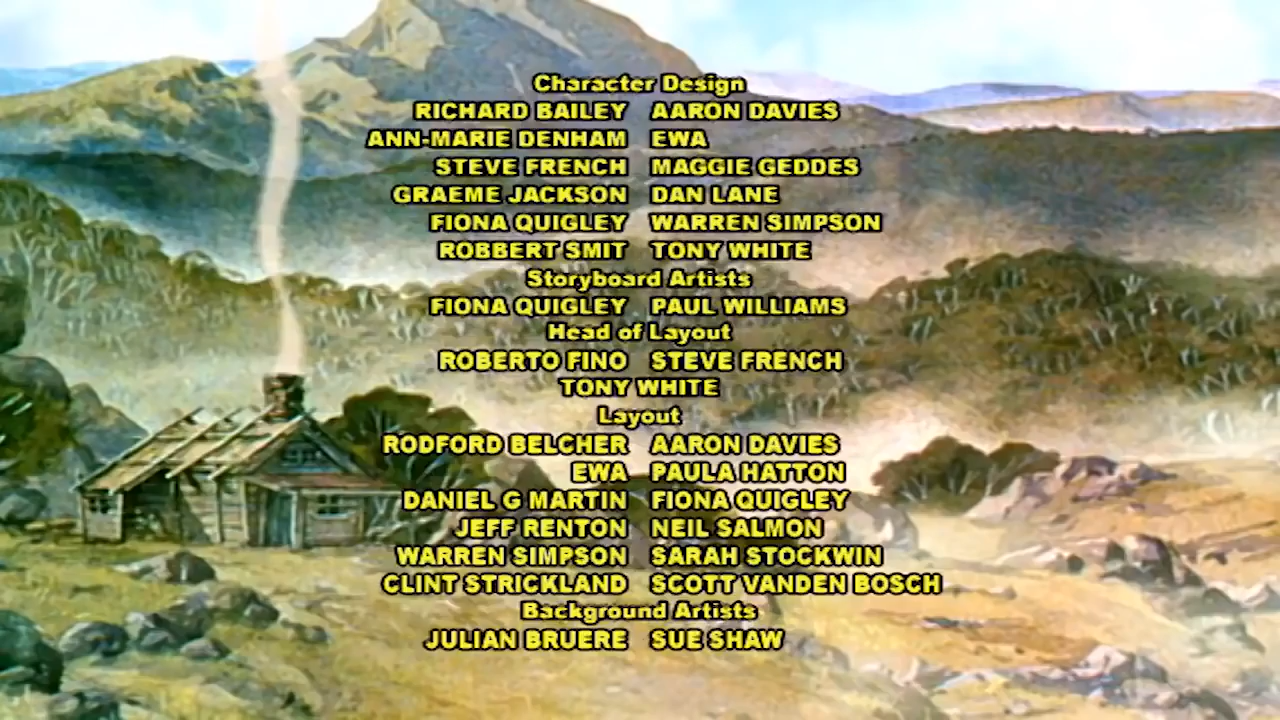 Character Design
RICHARD BAILEY AARON DAVIES
ANN-MARIE DENHAM EWA
STEVE FRENCH MAGGIE GEDDES
GRAEME JACKSON DAN LANE
FIONA QUIGLEY WARREN SIMPSON
ROBBERT SMIT TONY WHITE
Storyboard Artists
FIONA QUIGLEY PAUL WILLIAMS
Head of Layout
ROBERTO FINO STEVE FRENCH
TONY WHITE
Layout
RODFORD BELCHER AARON DAVIES
EWA PAULA HATTON
DANIEL G MARTIN FIONA QUIGLEY
JEFF RENTON NEIL SALMON
WARREN SIMPSON SARAH STOCKWIN
CLINT STRICKLAND SCOTT VANDEN BOSCH
Background Artists
JULIAN BRUERE SUE SHAW